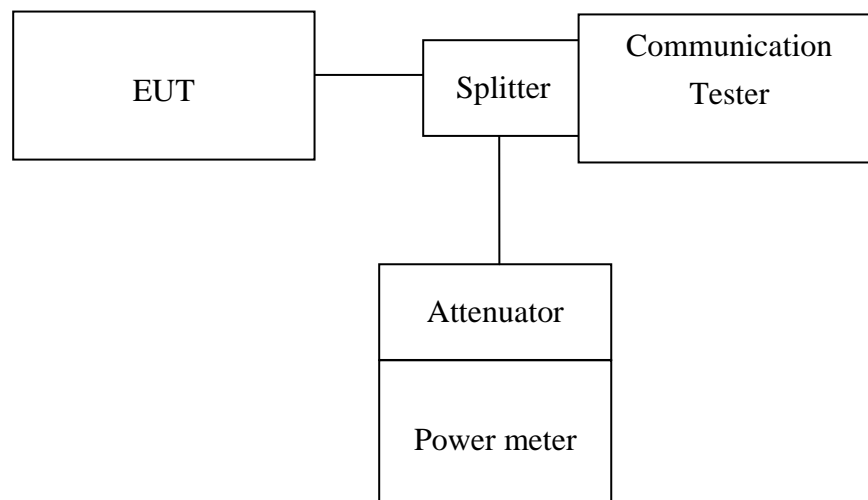 EUT
Splitter
Communication
Tester
Attenuator
Power meter